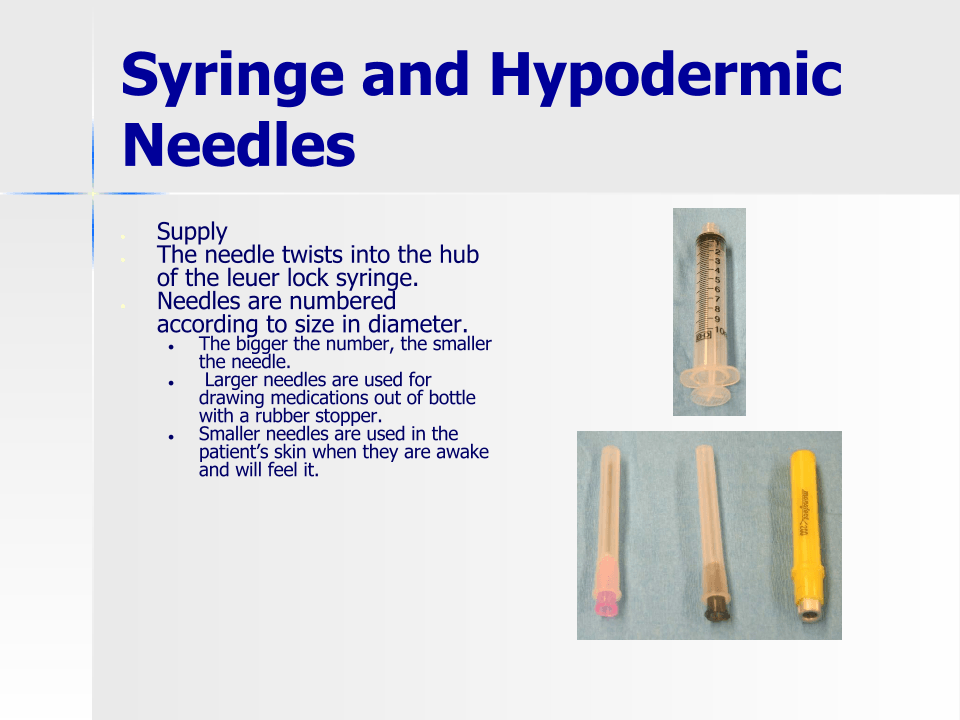 Syringe and Hypodermic
Needles
Supply
The needle twists into the hub
of the leuer lock syringe.
Needles are numbered
according to size in diameter.
The bigger the number, the smaller
the needle.
Larger needles are used for
drawing medications out of bottle
with a rubber stopper.
Smaller needles are used in the
patient’s skin when they are awake
and will feel it.
1
2
3
4
5
6
7
8
9
10